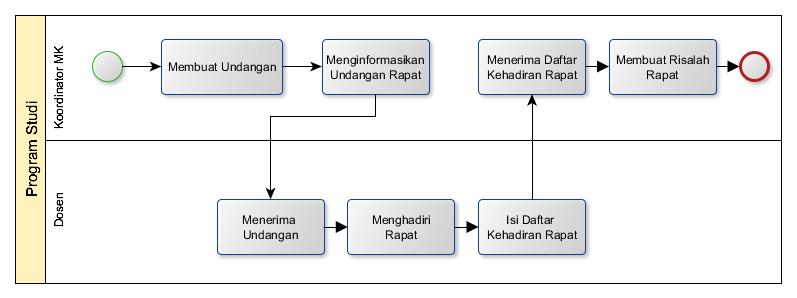 Program Studi
Koordinator MK
Membuat Undangan
Menginformasikan
Undangan Rapat
Menerima Daftar
Kehadiran Rapat
Membuat Risalah
Rapat
Dosen
Menerima
Undangan
Menghadiri
Rapat
Isi Daftar
Kehadiran Rapat